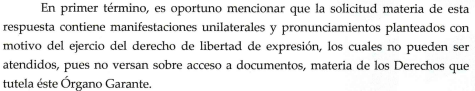 En primer término, es oportuno mencionar que la solicitud materia de esta
respuesta contiene manifestaciones unilaterales y pronunciamientos planteados con
motivo del ejercicio del derecho de libertad de expresión, los cuales no pueden ser
atendidos, pues no versan sobre acceso a documentos, materia de los Derechos que
tutela éste Órgano Garante.